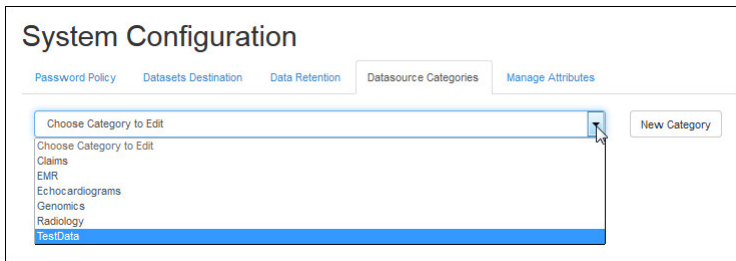 System Configuration
Password Policy Datasets Destination Data Retention Datasource Categories Manage Attributes
Choose Category to Edit New Category
Choose Category to Edit
Claims
EMR
Echocardiograms
Genomics
Radiology
TestData